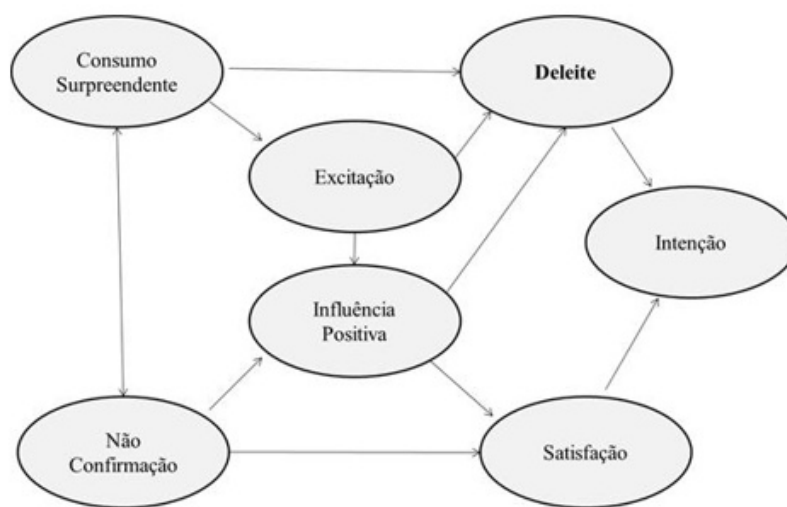 Consumo
Surpreendente
Deleite
Excitação
Intenção
Influência
Positiva
Não
Confirmação
Satisfação